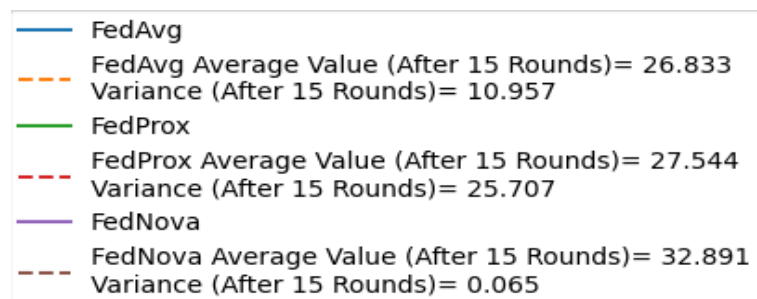 FedAvg
FedAvg Average Value (After 15 Rounds)= 26.833
Variance (After 15 Rounds)= 10.957
FedProx
FedProx Average Value (After 15 Rounds)= 27.544
Variance (After 15 Rounds)= 25.707
FedNova
FedNova Average Value (After 15 Rounds)= 32.891
Variance (After 15 Rounds)= 0.065